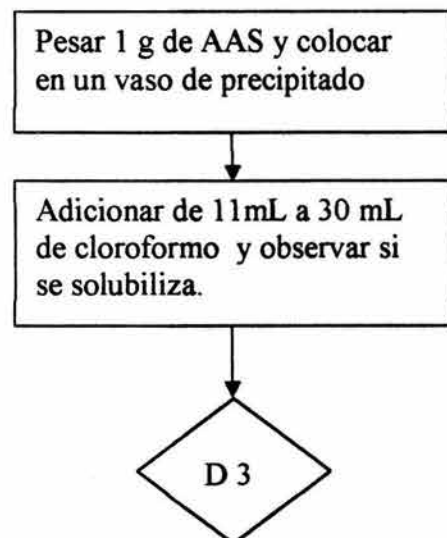 Pesar 1 g de AAS y colocar
en un vaso de precipitado
Adicionar de 11mL a 30 mL
de cloroformo y observar si
se solubiliza.
D 3